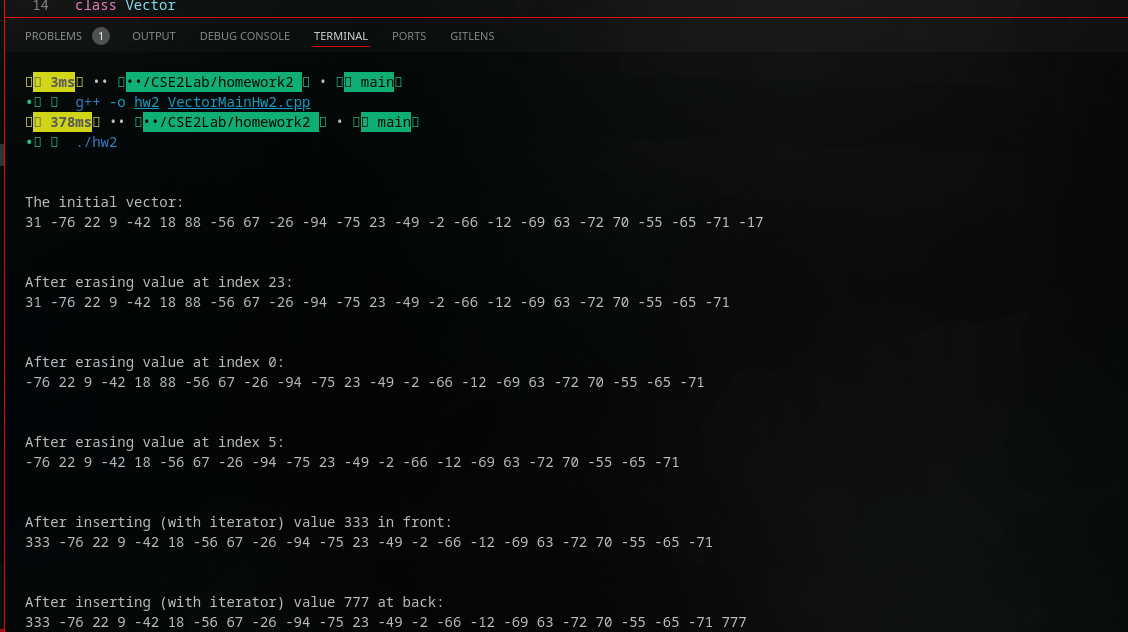 14 class Vector
PROBLEMS 1 OUTPUT DEBUG CONSOLE TERMINAL PORTS GITLENS
3ms •• ••/CSE2Lab/homework2 • main
• g++ -o hw2 VectorMainHw2.cpp
378ms •• ••/CSE2Lab/homework2 • main
• ./hw2
The initial vector:
31 -76 22 9 -42 18 88 -56 67 -26 -94 -75 23 -49 -2 -66 -12 -69 63 -72 70 -55 -65 -71 -17
After erasing value at index 23:
31 -76 22 9 -42 18 88 -56 67 -26 -94 -75 23 -49 -2 -66 -12 -69 63 -72 70 -55 -65 -71
After erasing value at index 0:
-76 22 9 -42 18 88 -56 67 -26 -94 -75 23 -49 -2 -66 -12 -69 63 -72 70 -55 -65 -71
After erasing value at index 5:
-76 22 9 -42 18 -56 67 -26 -94 -75 23 -49 -2 -66 -12 -69 63 -72 70 -55 -65 -71
After inserting (with iterator) value 333 in front:
333 -76 22 9 -42 18 -56 67 -26 -94 -75 23 -49 -2 -66 -12 -69 63 -72 70 -55 -65 -71
After inserting (with iterator) value 777 at back:
333 -76 22 9 -42 18 -56 67 -26 -94 -75 23 -49 -2 -66 -12 -69 63 -72 70 -55 -65 -71 777